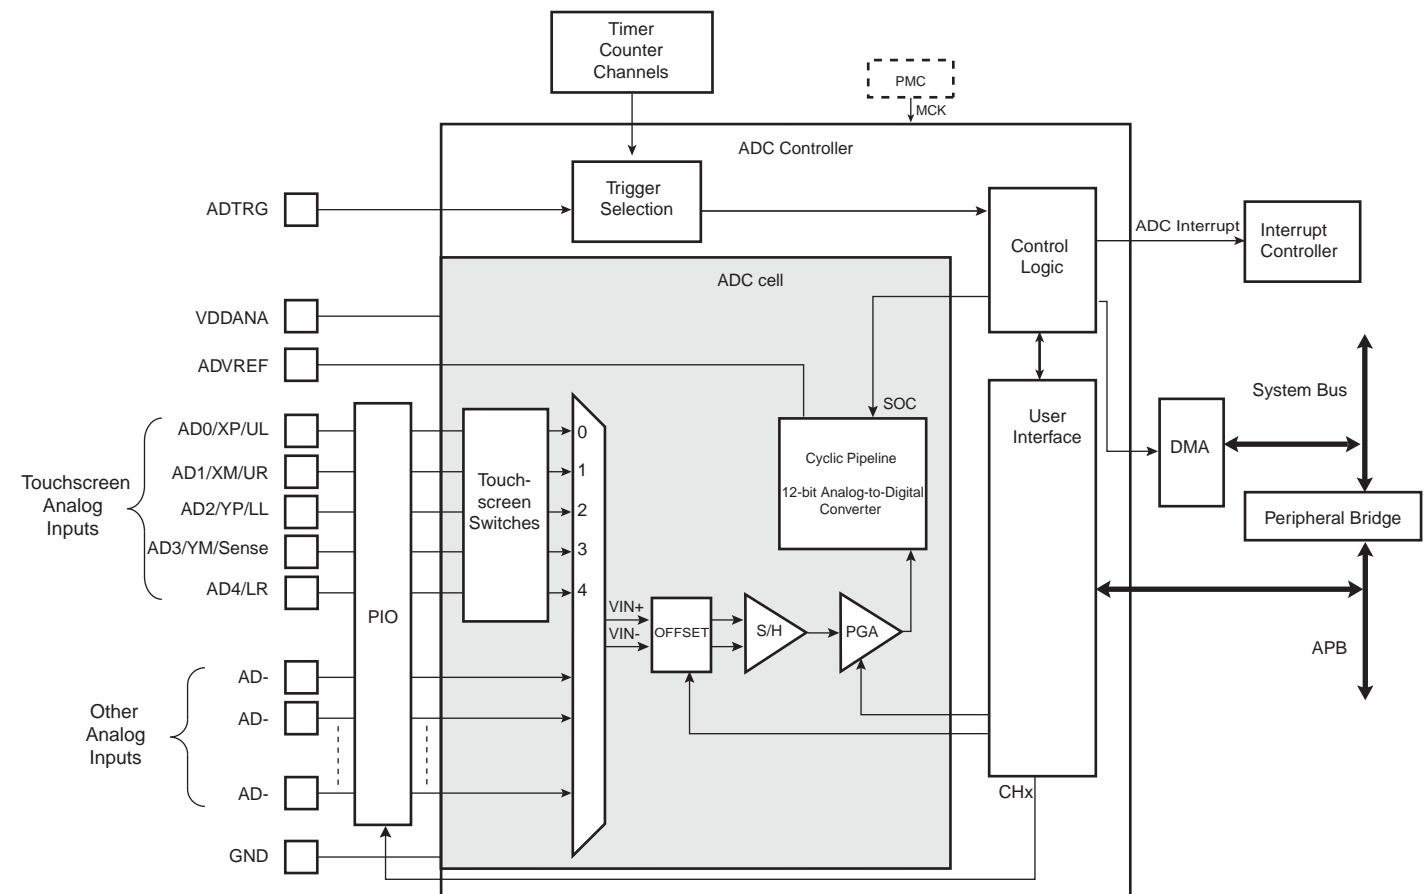 Timer
Counter
Channels
PMC
MCK
ADC Controller
ADTRG
Trigger
Selection
Control
Logic
ADC Interrupt
Interrupt
Controller
ADC cell
VDDANA
ADVREF
SOC
System Bus
User
Interface
Touchscreen
Analog
Inputs
AD0/XP/UL
AD1/XM/UR
AD2/YP/LL
AD3/YM/Sense
AD4/LR
PIO
Touch-
screen
Switches
0
1
2
3
4
Cyclic Pipeline
12-bit Analog-to-Digital
Converter
DMA
Peripheral Bridge
VIN+
VIN-
OFFSET
S/H
PGA
APB
Other
Analog
Inputs
AD-
AD-
AD-
CHx
GND